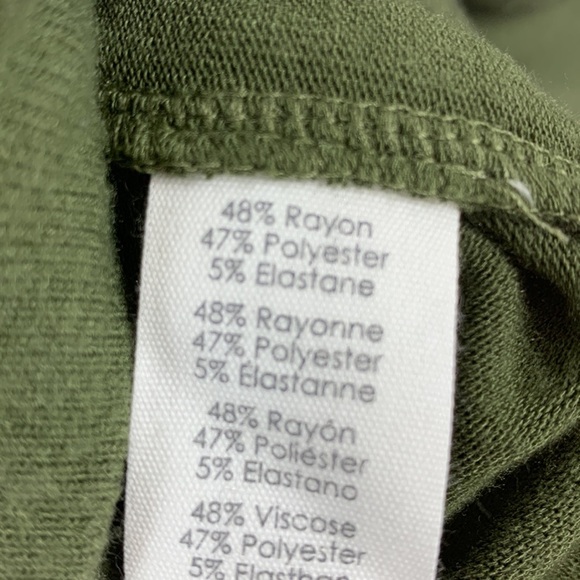 48% Rayon
47% Polyester
5% Elastane
48% Rayonne
47% Polyester
5% Élastanne
48% Rayón
47% Poliéster
5% Elastano
48% Viscose
47% Polyester
5% Elasthan